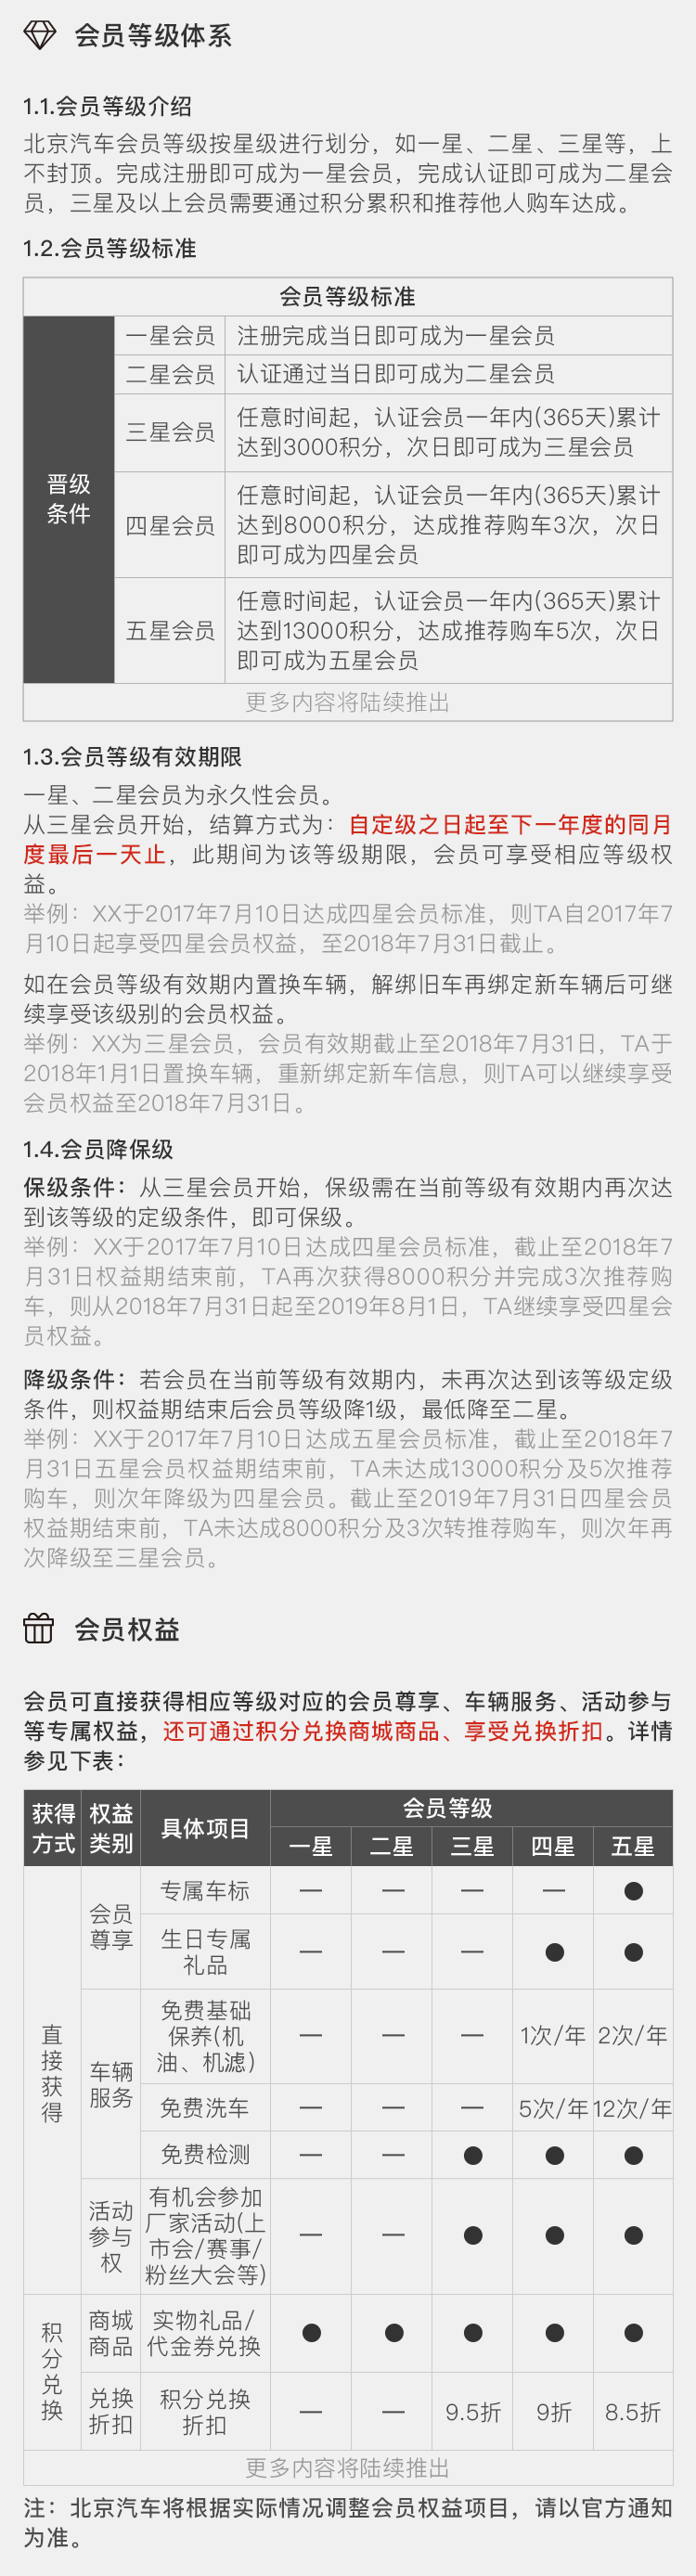 会员等级体系
1.1.会员等级介绍
北京汽车会员等级按星级进行划分，如一星、二星、三星等，上
不封顶。完成注册即可成为一星会员，完成认证即可成为二星会
员，三星及以上会员需要通过积分累积和推荐他人购车达成。
1.2.会员等级标准
会员等级标准
晋级
条件
一星会员
注册完成当日即可成为一星会员
二星会员
认证通过当日即可成为二星会员
三星会员
任意时间起，认证会员一年内(365天)累计
达到3000积分，次日即可成为三星会员
四星会员
任意时间起，认证会员一年内(365天)累计
达到8000积分，达成推荐购车3次，次日
即可成为四星会员
五星会员
任意时间起，认证会员一年内(365天)累计
达到13000积分，达成推荐购车5次，次日
即可成为五星会员
更多内容将陆续推出
1.3.会员等级有效期限
一星、二星会员为永久性会员。
从三星会员开始，结算方式为：自定级之日起至下一年度的同月
度最后一天止，此期间为该等级期限，会员可享受相应等级权
益。
举例：XX于2017年7月10日达成四星会员标准，则TA自2017年7
月10日起享受四星会员权益，至2018年7月31日截止。
如在会员等级有效期内置换车辆，解绑旧车再绑定新车辆后可继
续享受该级别的会员权益。
举例：XX为三星会员，会员有效期截止至2018年7月31日，TA于
2018年1月1日置换车辆，重新绑定新车信息，则TA可以继续享受
会员权益至2018年7月31日。
1.4.会员降保级
保级条件：从三星会员开始，保级需在当前等级有效期内再次达
到该等级的定级条件，即可保级。
举例：XX于2017年7月10日达成四星会员标准，截止至2018年7
月31日权益期结束前，TA再次获得8000积分并完成3次推荐购
车，则从2018年7月31日起至2019年8月1日，TA继续享受四星会
员权益。
降级条件：若会员在当前等级有效期内，未再次达到该等级定级
条件，则权益期结束后会员等级降1级，最低降至二星。
举例：XX于2017年7月10日达成五星会员标准，截止至2018年7
月31日五星会员权益期结束前，TA未达成13000积分及5次推荐
购车，则次年降级为四星会员。截止至2019年7月31日四星会员
权益期结束前，TA未达成8000积分及3次转推荐购车，则次年再
次降级至三星会员。
会员权益
会员可直接获得相应等级对应的会员尊享、车辆服务、活动参与
等专属权益，还可通过积分兑换商城商品、享受兑换折扣。详情
参见下表：
获得
方式
权益
类别
具体项目
会员等级
一星 二星 三星 四星 五星
直
接
获
得
会员
尊享
专属车标
— — — — ●
生日专属
礼品
— — — ● ●
车辆
服务
免费基础
保养(机
油、机滤)
— — — 1次/年 2次/年
免费洗车
— — — 5次/年 12次/年
免费检测
— — ● ● ●
活动
参与
权
有机会参加
厂家活动(上
市会/赛事/
粉丝大会等)
— — ● ● ●
积
分
兑
换
商城
商品
实物礼品/
代金券兑换
● ● ● ● ●
兑换
折扣
积分兑换
折扣
— — 9.5折 9折 8.5折
更多内容将陆续推出
注：北京汽车将根据实际情况调整会员权益项目，请以官方通知
为准。